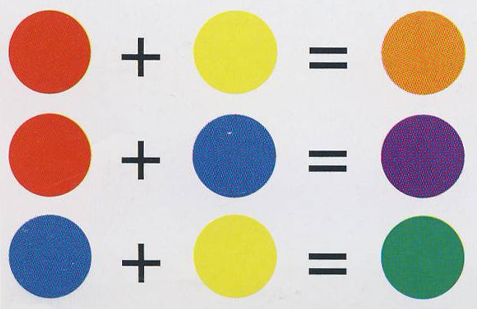 + =
+ =
+ =